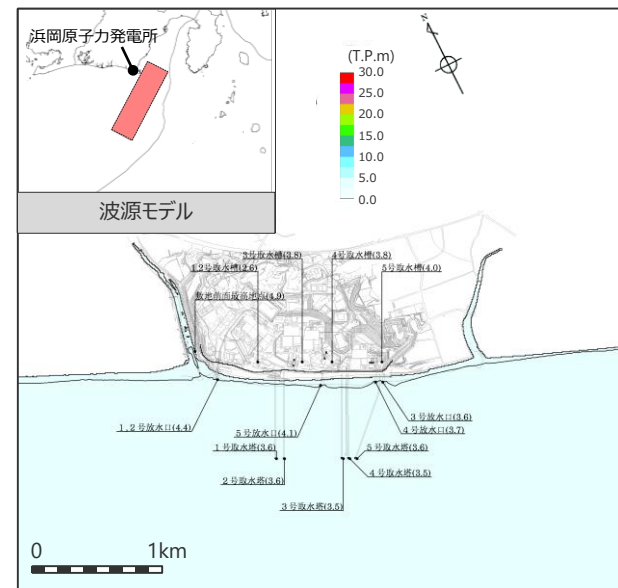 浜岡原子力発電所
波源モデル
N
(T.P.m)
30.0
25.0
20.0
15.0
10.0
5.0
0.0
3号取水槽(3.8)
4号取水槽(3.8)
1,2号取水槽(2.6)
5号取水槽(4.0)
敷地前面最高地点(4.9)
1,2号放水口(4.4)
5号放水口(4.1)
3号放水口(3.6)
4号放水口(3.7)
1号取水塔(3.6)
5号取水塔(3.6)
2号取水塔(3.6)
4号取水塔(3.5)
3号取水塔(3.5)
0 1km